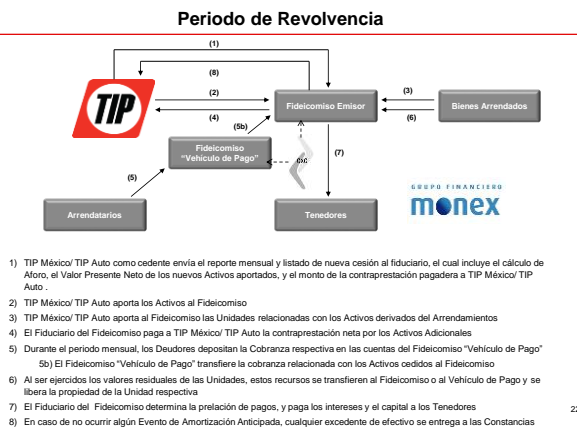 Periodo de Revolvencia
(1)
(8)
TIP
(2)
Fideicomiso Emisor
(3)
Bienes Arrendados
(4)
(6)
(5b)
Fideicomiso
“Vehículo de Pago”
(7)
(5)
GRUPO FINANCIERO
monex
Arrendatarios
Tenedores
1) TIP México/ TIP Auto como cedente envía el reporte mensual y listado de nueva cesión al fiduciario, el cual incluye el cálculo de
Aforo, el Valor Presente Neto de los nuevos Activos aportados, y el monto de la contraprestación pagadera a TIP México/ TIP
Auto .
2) TIP México/ TIP Auto aporta los Activos al Fideicomiso
3) TIP México/ TIP Auto aporta al Fideicomiso las Unidades relacionadas con los Activos derivados del Arrendamientos
4) El Fiduciario del Fideicomiso paga a TIP México/ TIP Auto la contraprestación neta por los Activos Adicionales
5) Durante el periodo mensual, los Deudores depositan la Cobranza respectiva en las cuentas del Fideicomiso “Vehículo de Pago”
5b) El Fideicomiso “Vehículo de Pago” transfiere la cobranza relacionada con los Activos cedidos al Fideicomiso
6) Al ser ejercidos los valores residuales de las Unidades, estos recursos se transfieren al Fideicomiso o al Vehículo de Pago y se
libera la propiedad de la Unidad respectiva
7) El Fiduciario del Fideicomiso determina la prelación de pagos, y paga los intereses y el capital a los Tenedores
8) En caso de no ocurrir algún Evento de Amortización Anticipada, cualquier excedente de efectivo se entrega a las Constancias